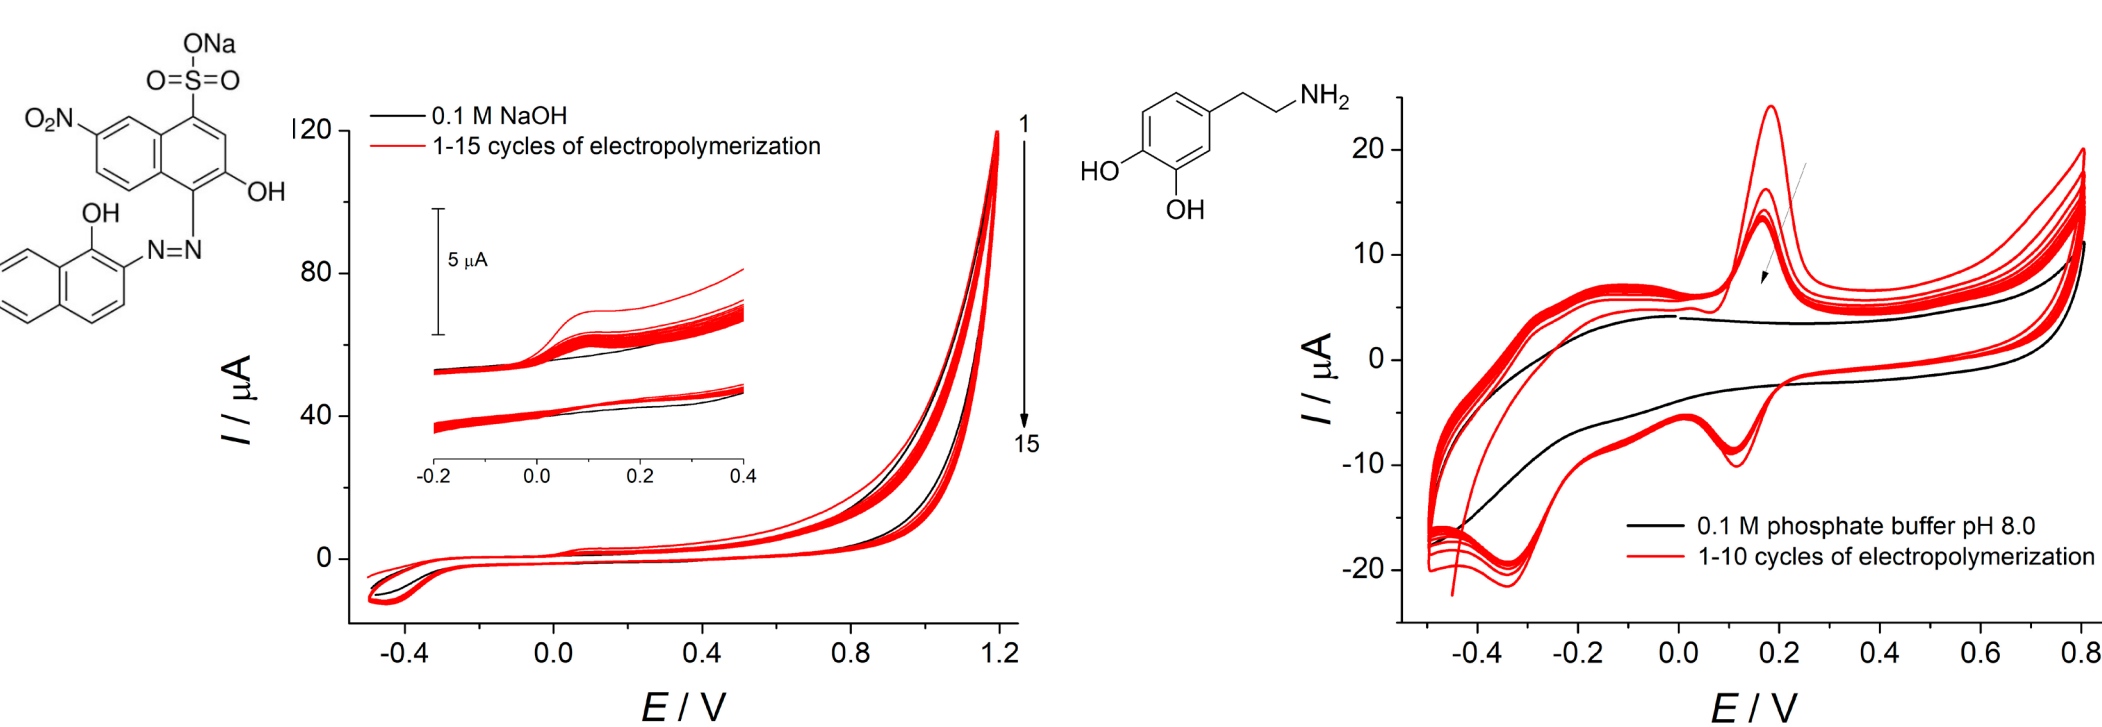 ONa
O=S=O
O₂N
OH
OH
N=N
0.1 M NaOH
1-15 cycles of electropolymerization
5 μA
-0.2 0.0 0.2 0.4
1
15
120
80
40
0
I / μA
-0.4 0.0 0.4 0.8 1.2
E / V
NH₂
HO
OH
20
10
0
-10
-20
I / μA
0.1 M phosphate buffer pH 8.0
1-10 cycles of electropolymerization
-0.4 -0.2 0.0 0.2 0.4 0.6 0.8
E / V